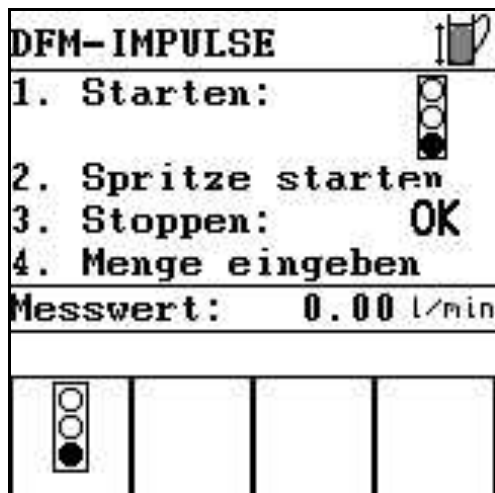 DFM-IMPULSE
1. Starten:
2. Spritze starten
3. Stoppen: OK
4. Menge eingeben
Messwert: 0.00 l/min